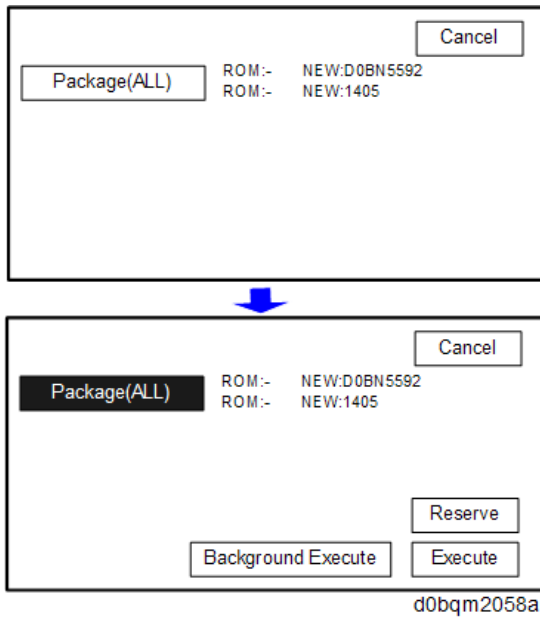 Cancel
Package(ALL) ROM:- NEW:D0BN5592
ROM:- NEW:1405
Cancel
Package(ALL) ROM:- NEW:D0BN5592
ROM:- NEW:1405
Reserve
Background Execute Execute
d0bqm2058a